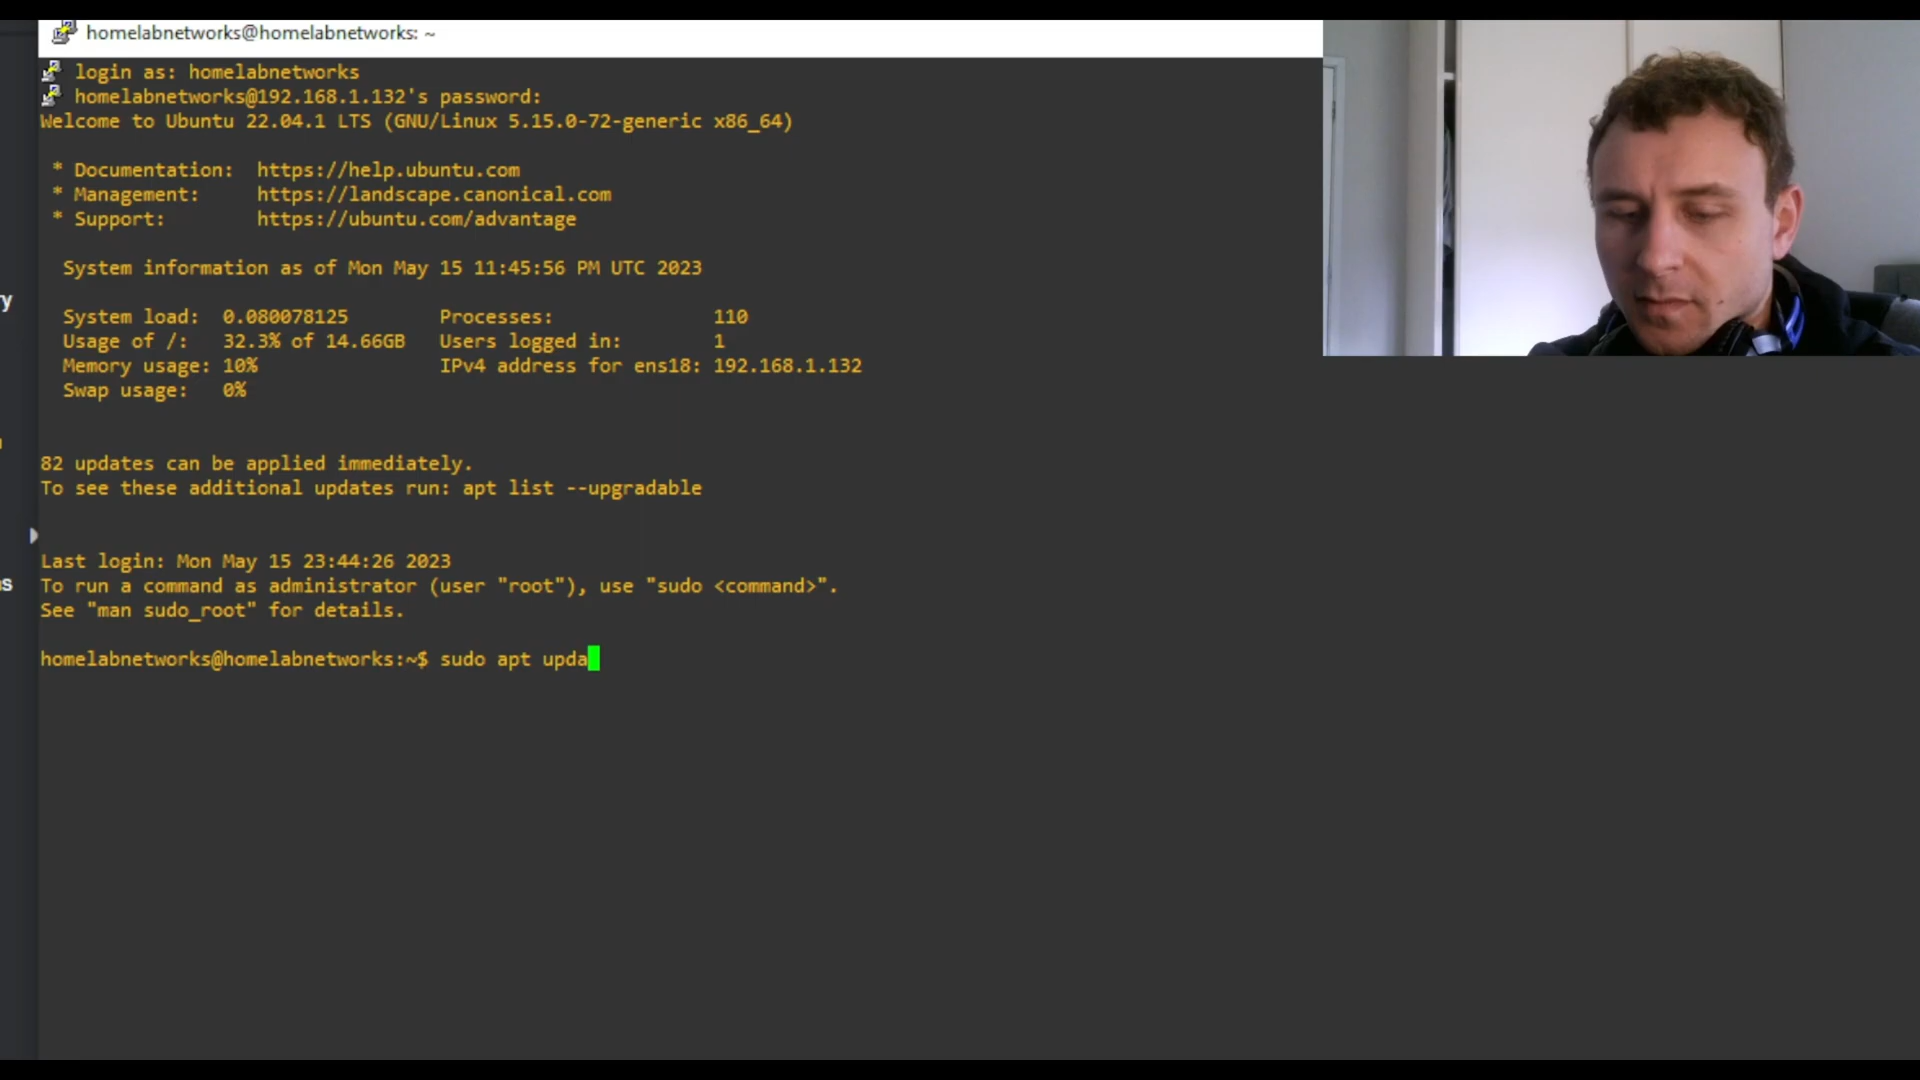 homelabnetworks@homelabnetworks: ~
login as: homelabnetworks
homelabnetworks@192.168.1.132's password:
Welcome to Ubuntu 22.04.1 LTS (GNU/Linux 5.15.0-72-generic x86_64)
* Documentation: https://help.ubuntu.com
* Management: https://landscape.canonical.com
* Support: https://ubuntu.com/advantage
System information as of Mon May 15 11:45:56 PM UTC 2023
System load: 0.080078125 Processes: 110
Usage of /: 32.3% of 14.66GB Users logged in: 1
Memory usage: 10% IPv4 address for ens18: 192.168.1.132
Swap usage: 0%
82 updates can be applied immediately.
To see these additional updates run: apt list --upgradable
Last login: Mon May 15 23:44:26 2023
To run a command as administrator (user "root"), use "sudo <command>".
See "man sudo_root" for details.
homelabnetworks@homelabnetworks:~$ sudo apt upda